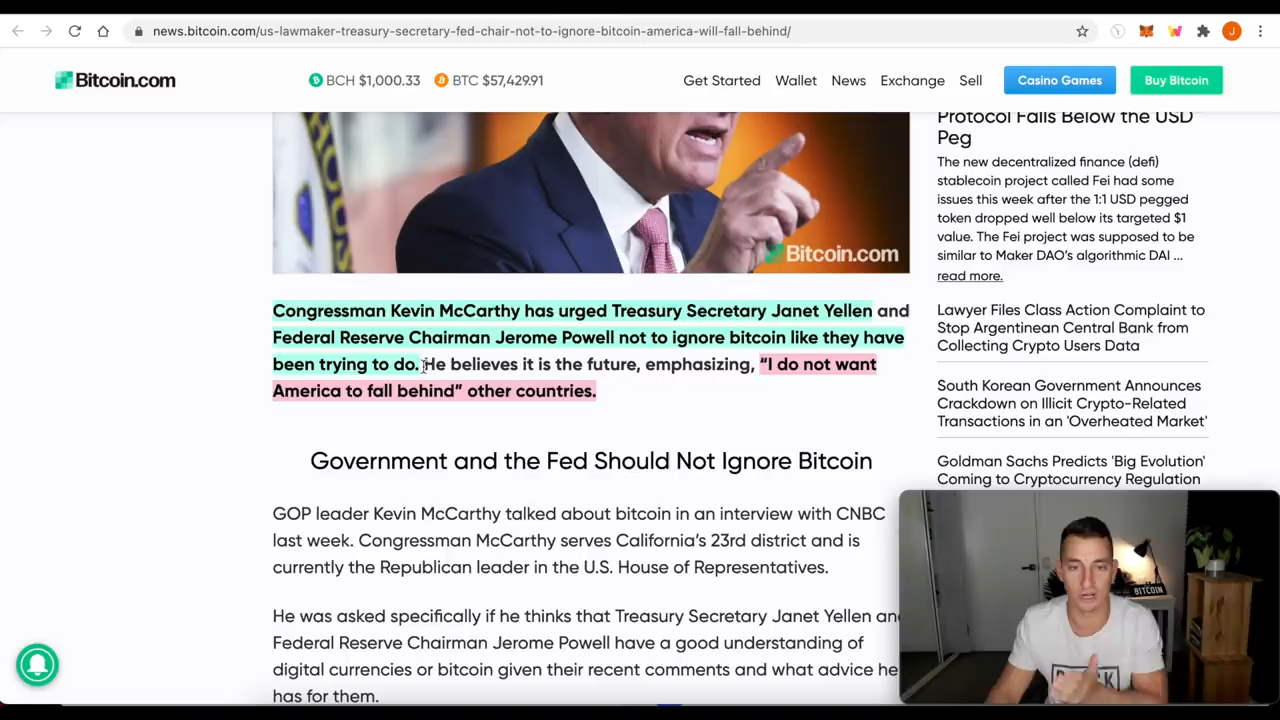 news.bitcoin.com/us-lawmaker-treasury-secretary-fed-chair-not-to-ignore-bitcoin-america-will-fall-behind/
J
Bitcoin.com
BCH $1,000.33
BTC $57,429.91
Get Started
Wallet
News
Exchange
Sell
Casino Games
Buy Bitcoin
Bitcoin.com
Congressman Kevin McCarthy has urged Treasury Secretary Janet Yellen and
Federal Reserve Chairman Jerome Powell not to ignore bitcoin like they have
been trying to do. He believes it is the future, emphasizing, “I do not want
America to fall behind” other countries.
Government and the Fed Should Not Ignore Bitcoin
GOP leader Kevin McCarthy talked about bitcoin in an interview with CNBC
last week. Congressman McCarthy serves California’s 23rd district and is
currently the Republican leader in the U.S. House of Representatives.
He was asked specifically if he thinks that Treasury Secretary Janet Yellen and
Federal Reserve Chairman Jerome Powell have a good understanding of
digital currencies or bitcoin given their recent comments and what advice he
has for them.
Protocol Falls Below the USD
Peg
The new decentralized finance (defi)
stablecoin project called Fei had some
issues this week after the 1:1 USD pegged
token dropped well below its targeted $1
value. The Fei project was supposed to be
similar to Maker DAO’s algorithmic DAI ...
read more.
Lawyer Files Class Action Complaint to
Stop Argentinean Central Bank from
Collecting Crypto Users Data
South Korean Government Announces
Crackdown on Illicit Crypto-Related
Transactions in an 'Overheated Market'
Goldman Sachs Predicts 'Big Evolution'
Coming to Cryptocurrency Regulation
BITCOIN